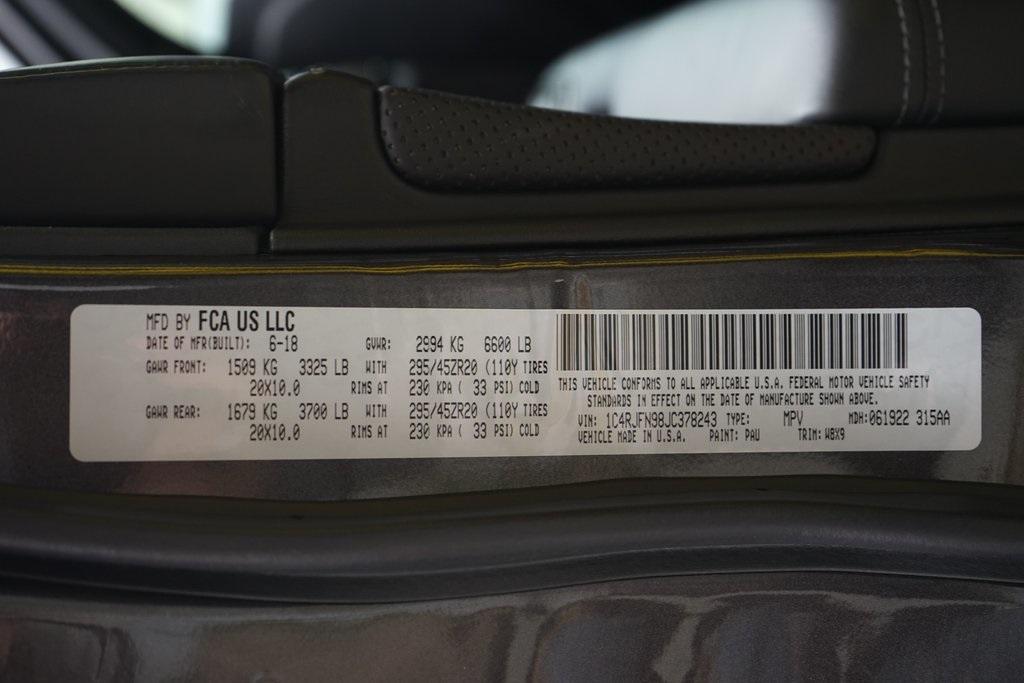 MFD BY FCA US LLC
DATE OF MFR(BUILT): 6-18 GVWR: 2994 KG 6600 LB
GAWR FRONT: 1509 KG 3325 LB WITH 295/45ZR20 (110Y TIRES
20X10.0 RIMS AT 230 KPA ( 33 PSI) COLD
GAWR REAR: 1679 KG 3700 LB WITH 295/45ZR20 (110Y TIRES
20X10.0 RIMS AT 230 KPA ( 33 PSI) COLD
THIS VEHICLE CONFORMS TO ALL APPLICABLE U.S.A. FEDERAL MOTOR VEHICLE SAFETY
STANDARDS IN EFFECT ON THE DATE OF MANUFACTURE SHOWN ABOVE.
VIN: 1C4RJFN98JC378243 TYPE: MPV MDH: 061922 315AA
VEHICLE MADE IN U.S.A. PAINT: PAU TRIM: W8X9